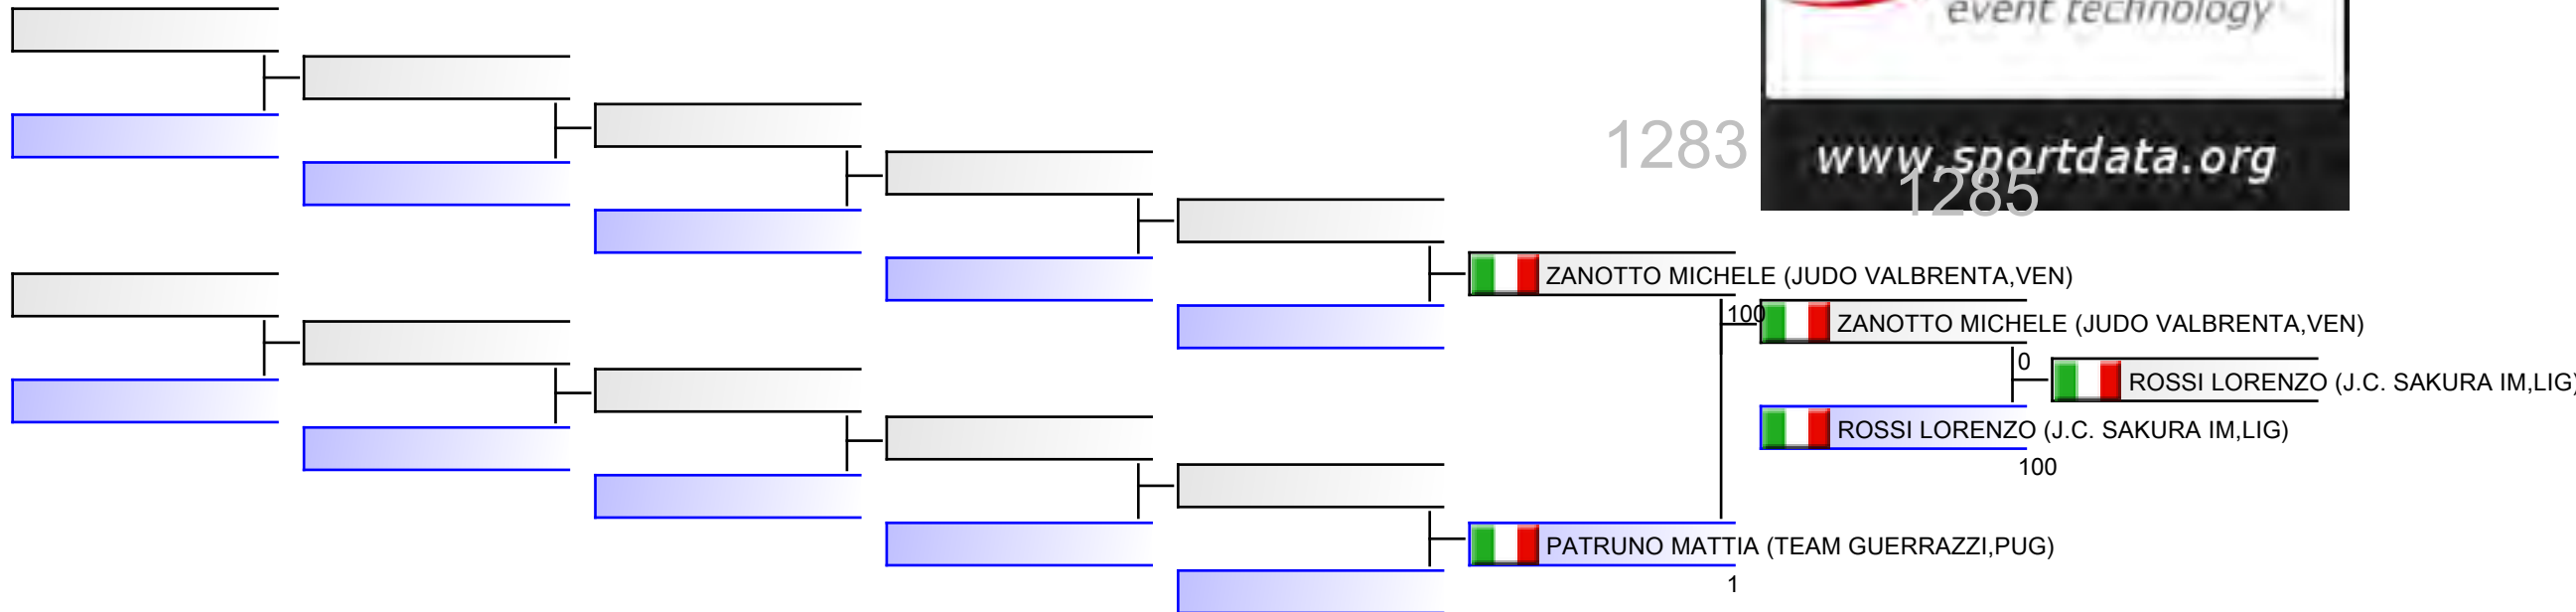 event technology
1283
www.sportdata.org
1285
ZANOTTO MICHELE (JUDO VALBRENTA,VEN)
100
ZANOTTO MICHELE (JUDO VALBRENTA,VEN)
0
ROSSI LORENZO (J.C. SAKURA IM,LIG)
ROSSI LORENZO (J.C. SAKURA IM,LIG)
100
PATRUNO MATTIA (TEAM GUERRAZZI,PUG)
1